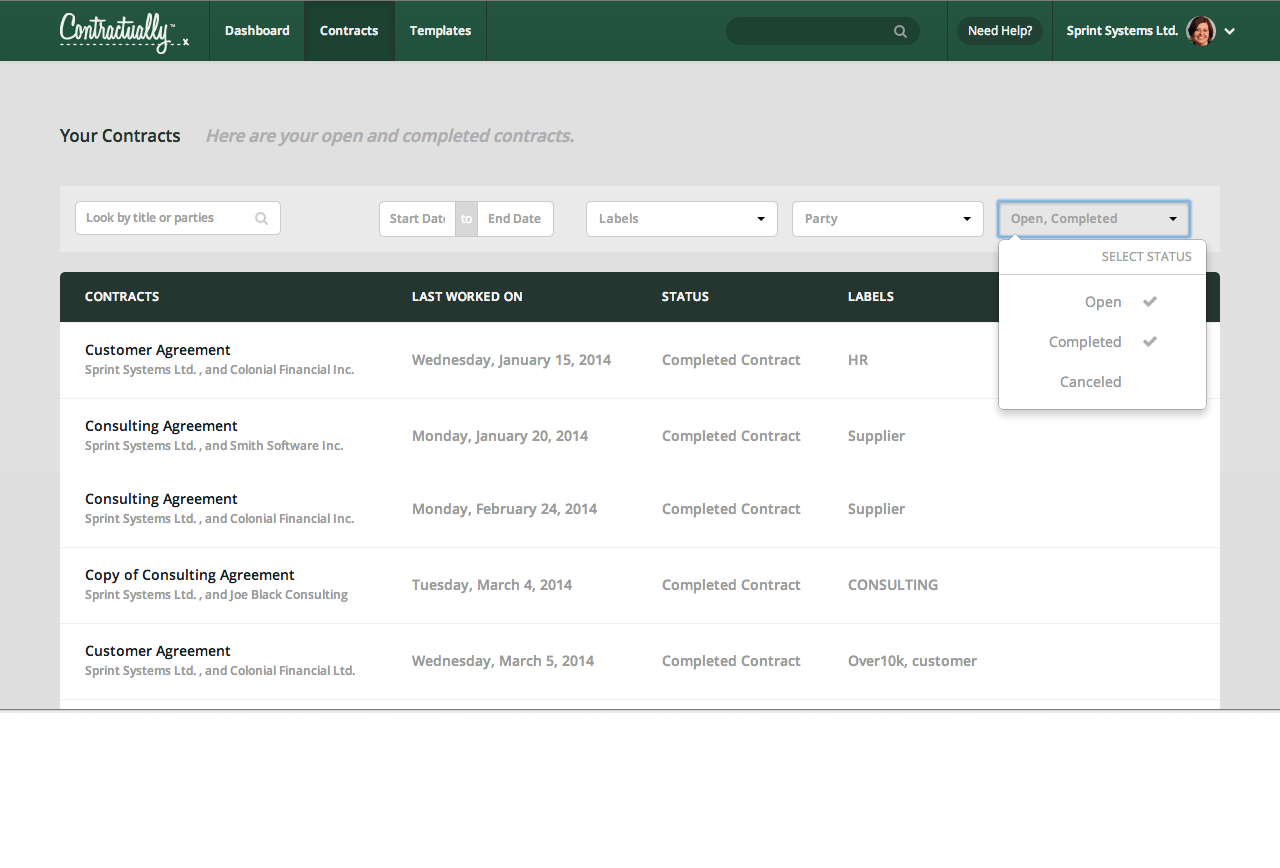 Contractually™ x
Dashboard
Contracts
Templates
Need Help?
Sprint Systems Ltd.
Your Contracts
Here are your open and completed contracts.
Look by title or parties
Start Dat
to
End Date
Labels
Party
Open, Completed
SELECT STATUS
Open
Completed
Canceled
CONTRACTS
LAST WORKED ON
STATUS
LABELS
Customer Agreement
Sprint Systems Ltd. , and Colonial Financial Inc.
Wednesday, January 15, 2014
Completed Contract
HR
Consulting Agreement
Sprint Systems Ltd. , and Smith Software Inc.
Monday, January 20, 2014
Completed Contract
Supplier
Consulting Agreement
Sprint Systems Ltd. , and Colonial Financial Inc.
Monday, February 24, 2014
Completed Contract
Supplier
Copy of Consulting Agreement
Sprint Systems Ltd. , and Joe Black Consulting
Tuesday, March 4, 2014
Completed Contract
CONSULTING
Customer Agreement
Sprint Systems Ltd. , and Colonial Financial Ltd.
Wednesday, March 5, 2014
Completed Contract
Over10k, customer